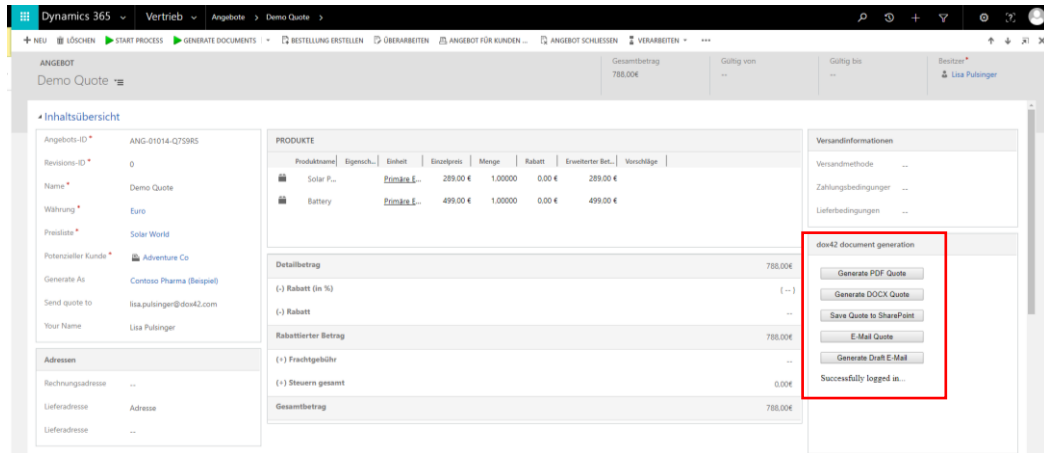 Dynamics 365 Vertrieb Angebote > Demo Quote >
+ NEU LÖSCHEN START PROCESS GENERATE DOCUMENTS BESTELLUNG ERSTELLEN ÜBERARBEITEN ANGEBOT FÜR KUNDEN ... ANGEBOT SCHLIESSEN VERARBEITEN ...
ANGEBOT
Demo Quote
Gesamtbetrag
788,00€
Gültig von
--
Gültig bis
--
Besitzer*
Lisa Pulsinger
Inhaltsübersicht
Angebots-ID* ANG-01014-Q7S9R5
Revisions-ID* 0
Name* Demo Quote
Währung* Euro
Preisliste* Solar World
Potenzieller Kunde* Adventure Co
Generate As Contoso Pharma (Beispiel)
Send quote to lisa.pulsinger@dox42.com
Your Name Lisa Pulsinger
Adressen
Rechnungsadresse --
Lieferadresse Adresse
Lieferadresse --
PRODUKTE
Produktname Eigensch... Einheit Einzelpreis Menge Rabatt Erweiterter Bet... Vorschläge
Solar P... Primäre E... 289.00 € 1.00000 0.00 € 289.00 €
Battery Primäre E... 499.00 € 1.00000 0.00 € 499.00 €
Detailbetrag 788,00€
(-) Rabatt (in %) ( -- )
(-) Rabatt --
Rabattierter Betrag 788,00€
(+) Frachtgebühr --
(+) Steuern gesamt 0,00€
Gesamtbetrag 788,00€
Versandinformationen
Versandmethode --
Zahlungsbedingunger --
Lieferbedingungen --
dox42 document generation
Generate PDF Quote
Generate DOCX Quote
Save Quote to SharePoint
E-Mail Quote
Generate Draft E-Mail
Successfully logged in...